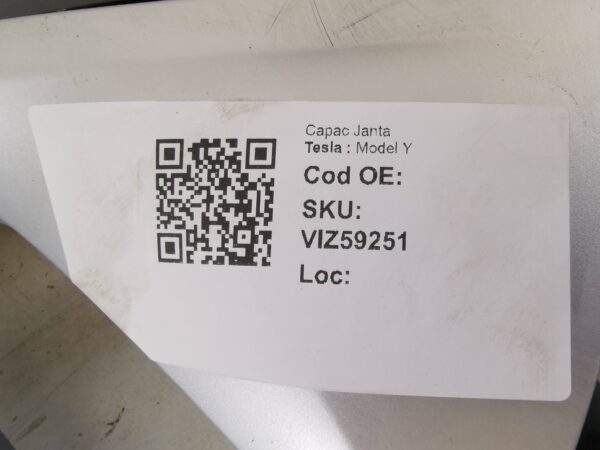 Capac Janta
Tesla : Model Y
Cod OE:
SKU:
VIZ59251
Loc: